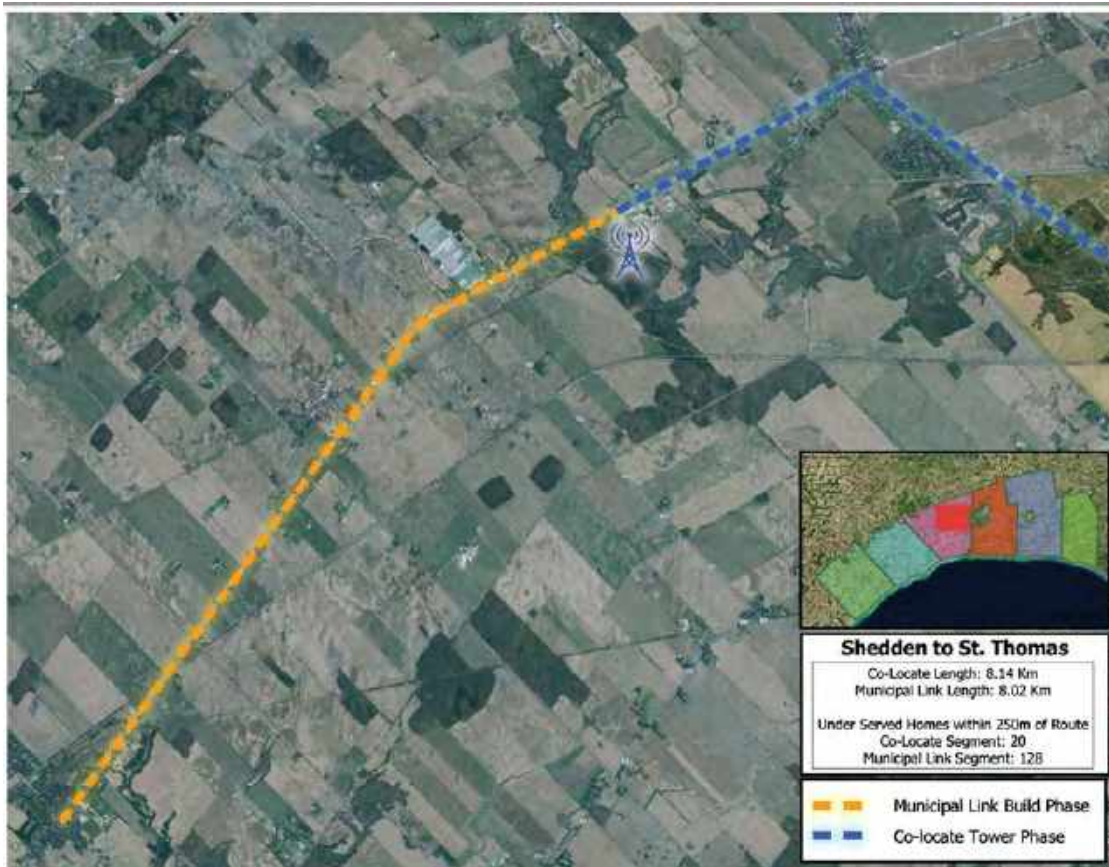 Shedden to St. Thomas
Co-Locate Length: 8.14 Km
Municipal Link Length: 8.02 Km
Under Served Homes within 250m of Route
Co-Locate Segment: 20
Municipal Link Segment: 128
Municipal Link Build Phase
Co-locate Tower Phase